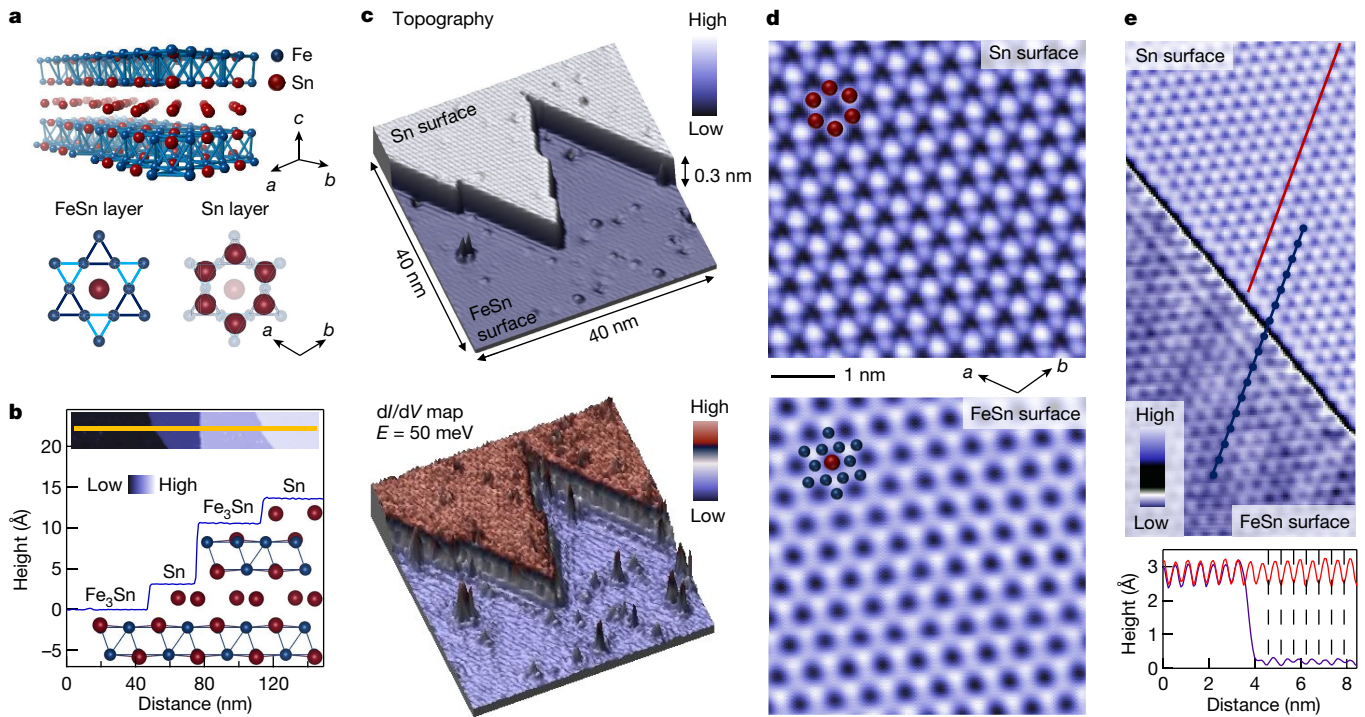 a
Fe
Sn
c
a
b
FeSn layer
Sn layer
a
b
b
20
15
10
5
0
−5
Height (Å)
Low
High
Fe3Sn
Sn
Fe3Sn
Sn
0
40
80
120
Distance (nm)
c
Topography
High
Low
Sn surface
0.3 nm
40 nm
FeSn
surface
40 nm
dI/dV map
E = 50 meV
High
Low
d
Sn surface
1 nm
a
b
FeSn surface
e
Sn surface
High
Low
FeSn surface
3
2
1
0
Height (Å)
0
2
4
6
8
Distance (nm)